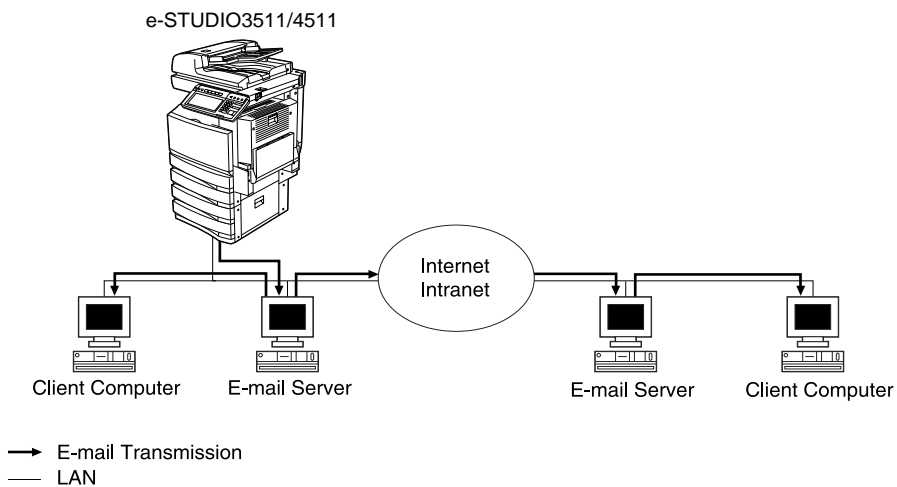 e-STUDIO3511/4511
Internet
Intranet
Client Computer
E-mail Server
E-mail Server
Client Computer
E-mail Transmission
LAN